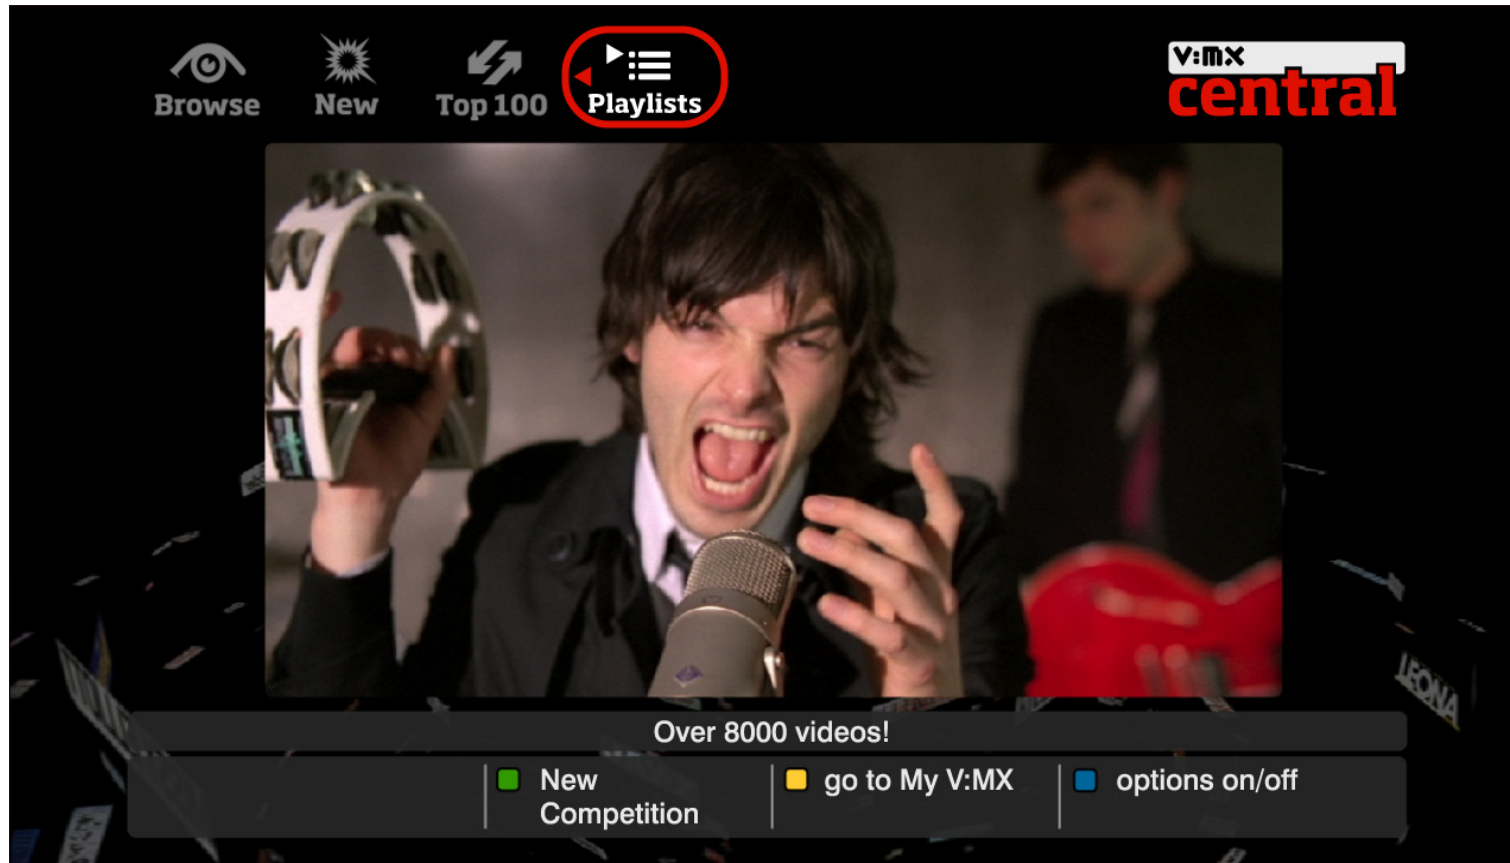 Browse
New
Top 100
Playlists
V:MX
central
LEONA
Over 8000 videos!
New
Competition
go to My V:MX
options on/off